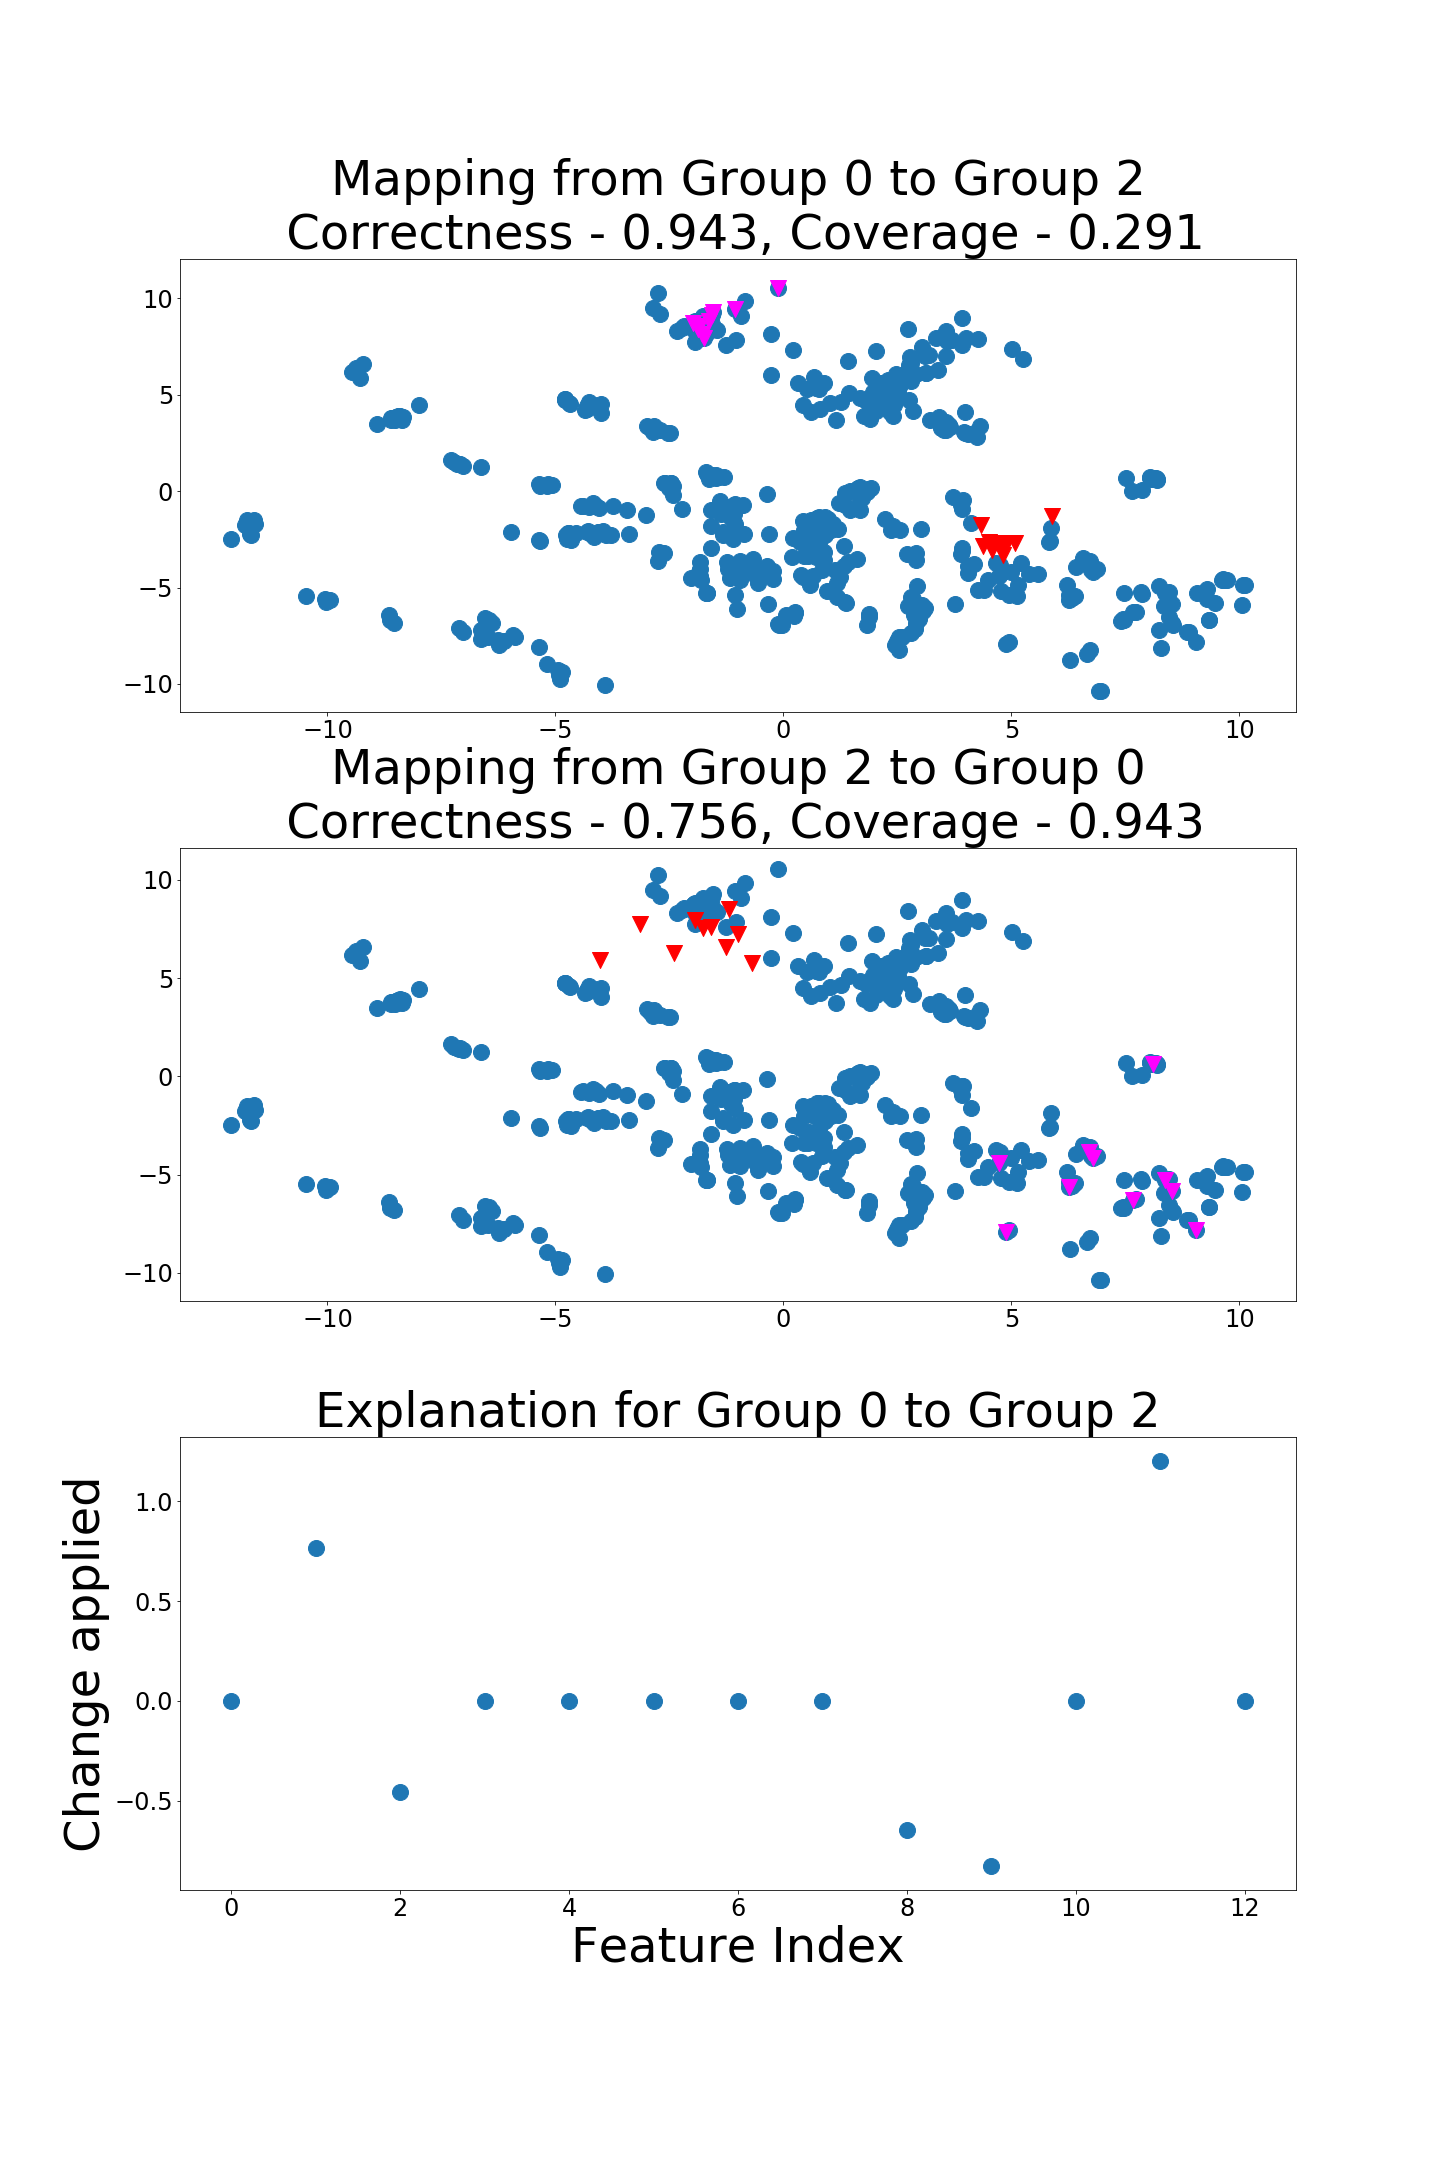 Mapping from Group 0 to Group 2
Correctness - 0.943, Coverage - 0.291
10
5
0
−5
−10
−10 −5 0 5 10
Mapping from Group 2 to Group 0
Correctness - 0.756, Coverage - 0.943
10
5
0
−5
−10
−10 −5 0 5 10
Explanation for Group 0 to Group 2
Change applied
1.0
0.5
0.0
−0.5
0 2 4 6 8 10 12
Feature Index